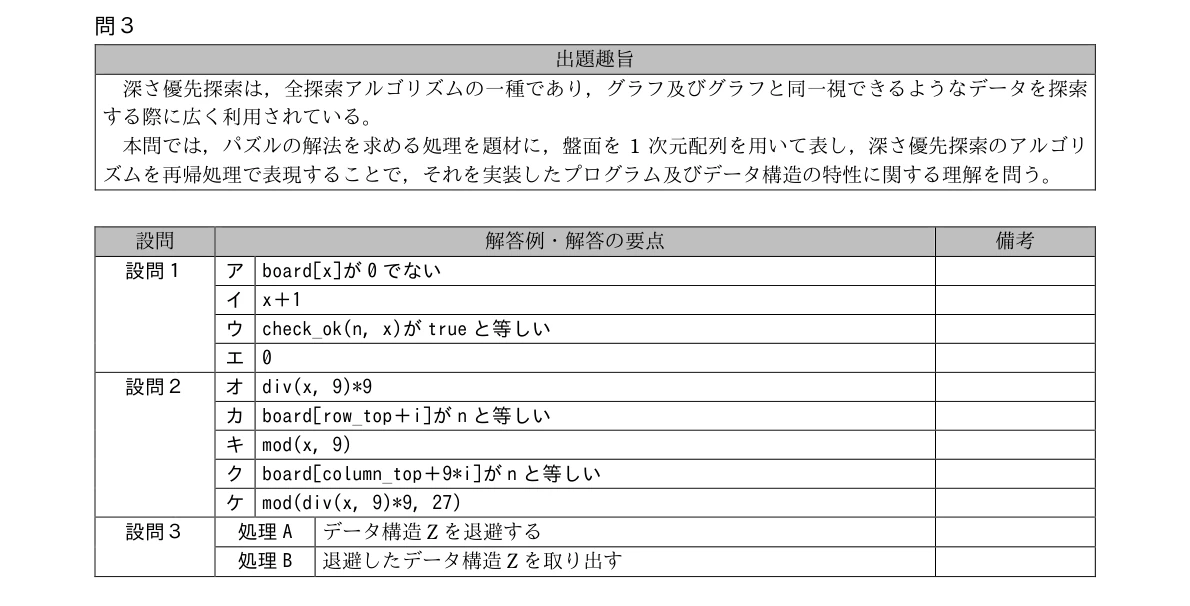 問３
出題趣旨
　深さ優先探索は，全探索アルゴリズムの一種であり，グラフ及びグラフと同一視できるようなデータを探索
する際に広く利用されている。
　本問では，パズルの解法を求める処理を題材に，盤面を 1 次元配列を用いて表し，深さ優先探索のアルゴリ
ズムを再帰処理で表現することで，それを実装したプログラム及びデータ構造の特性に関する理解を問う。
設問 解答例・解答の要点 備考
設問１ ア board[x]が 0 でない
イ x＋1
ウ check_ok(n, x)が true と等しい
エ 0
設問２ オ div(x, 9)*9
カ board[row_top＋i]が n と等しい
キ mod(x, 9)
ク board[column_top＋9*i]が n と等しい
ケ mod(div(x, 9)*9, 27)
設問３ 処理 A データ構造 Z を退避する
処理 B 退避したデータ構造 Z を取り出す